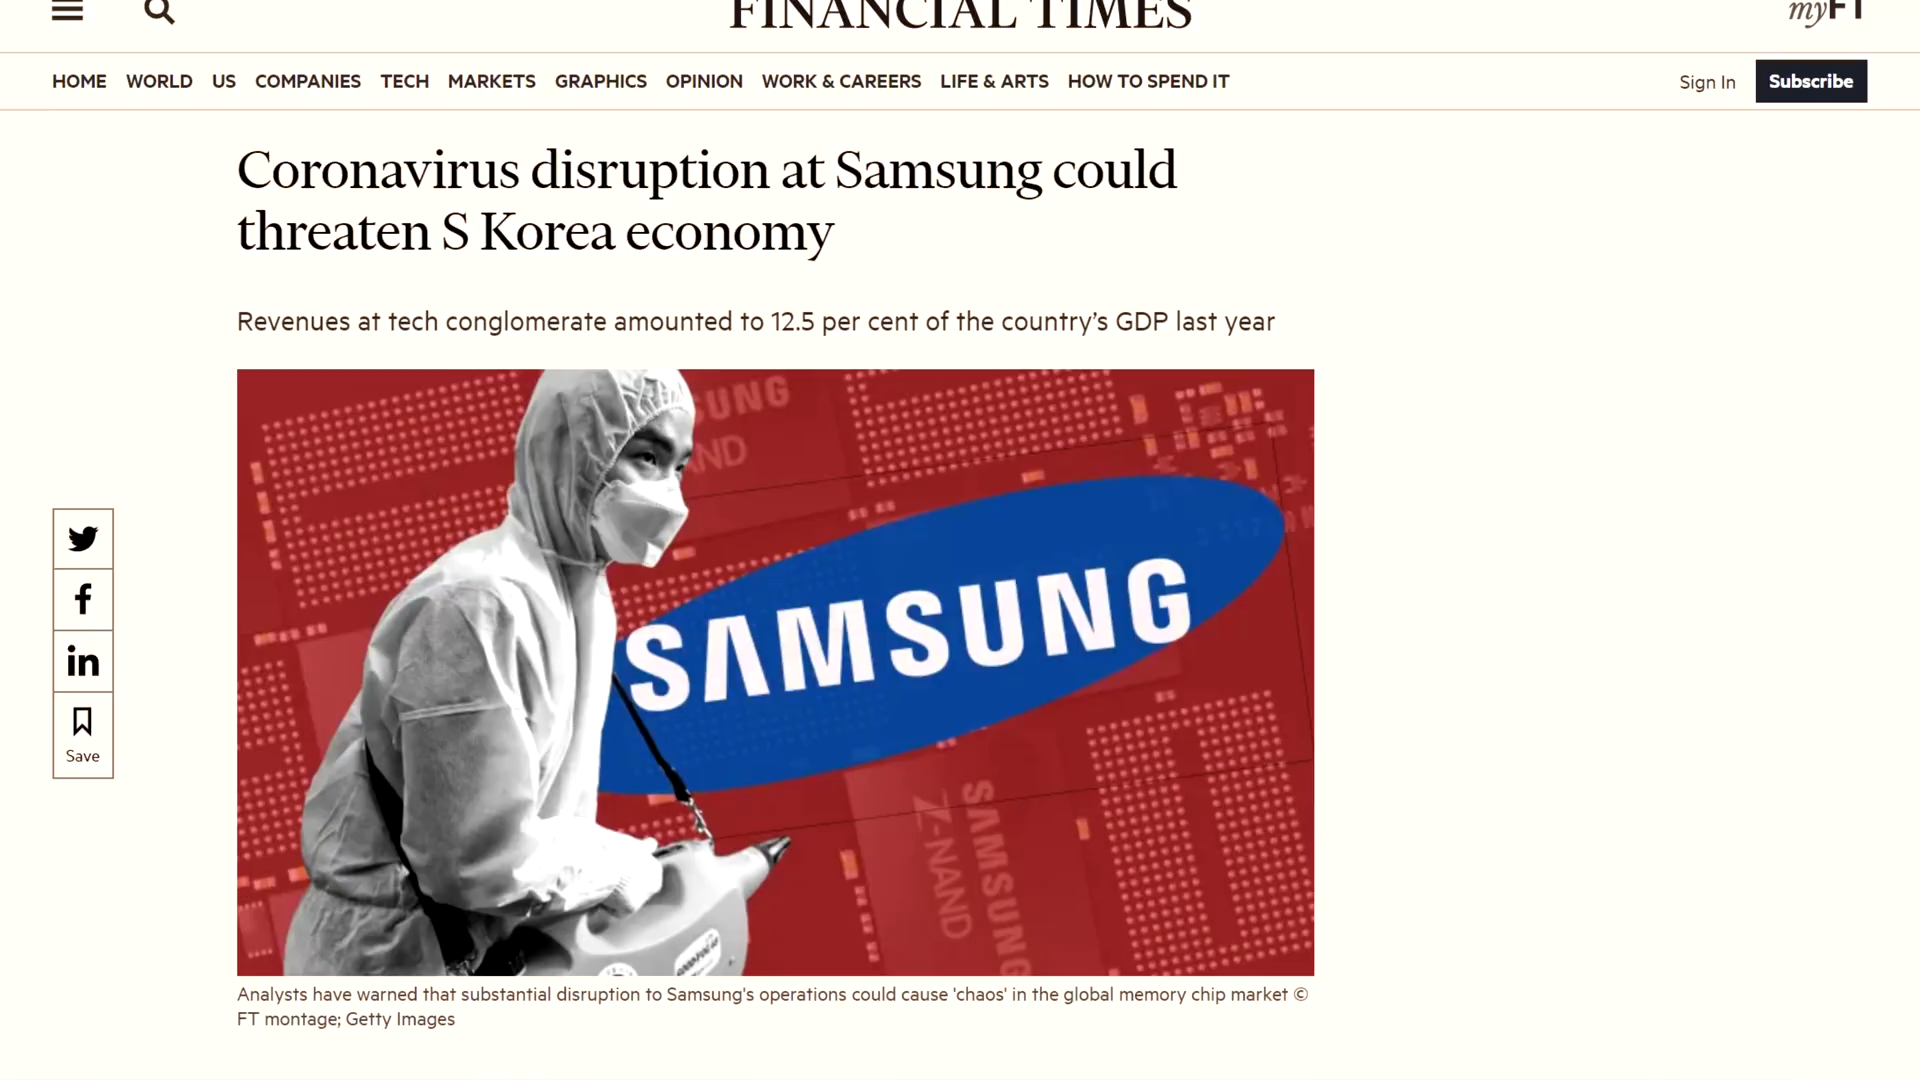 FINANCIAL TIMES
myFT
HOME WORLD US COMPANIES TECH MARKETS GRAPHICS OPINION WORK & CAREERS LIFE & ARTS HOW TO SPEND IT
Sign In
Subscribe
Coronavirus disruption at Samsung could
threaten S Korea economy
Revenues at tech conglomerate amounted to 12.5 per cent of the country’s GDP last year
SUNG
AND
SAMSUNG
SAMSUNG
Z-NAND
Save
Analysts have warned that substantial disruption to Samsung's operations could cause 'chaos' in the global memory chip market ©
FT montage; Getty Images